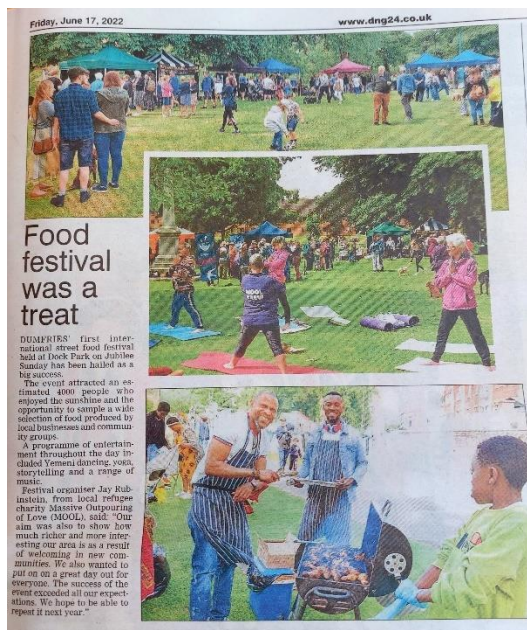 Friday, June 17, 2022
www.dng24.co.uk
Food
festival
was a
treat
DUMFRIES' first inter-
national street food festival
held at Dock Park on Jubilee
Sunday has been hailed as a
big success.
The event attracted an es-
timated 4000 people who
enjoyed the sunshine and the
opportunity to sample a wide
selection of food produced by
local businesses and commun-
ity groups.
A programme of entertain-
ment throughout the day in-
cluded Yemeni dancing, yoga,
storytelling and a range of
music.
Festival organiser Jay Rub-
instein, from local refugee
charity Massive Outpouring
of Love (MOOL), said: "Our
aim was also to show how
much richer and more inter-
esting our area is as a result
of welcoming in new com-
munities. We also wanted to
put on on a great day out for
everyone. The success of the
event exceeded all our expect-
ations. We hope to be able to
repeat it next year."
MOOL